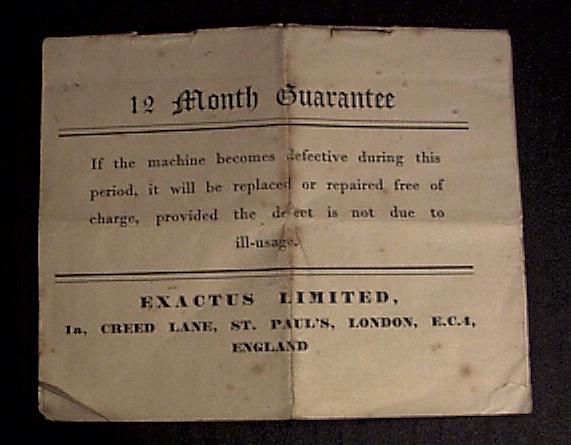 12 Month Guarantee
If the machine becomes defective during this
period, it will be replaced or repaired free of
charge, provided the defect is not due to
ill-usage.
EXACTUS LIMITED,
1a, CREED LANE, ST. PAUL'S, LONDON, E.C.4,
ENGLAND